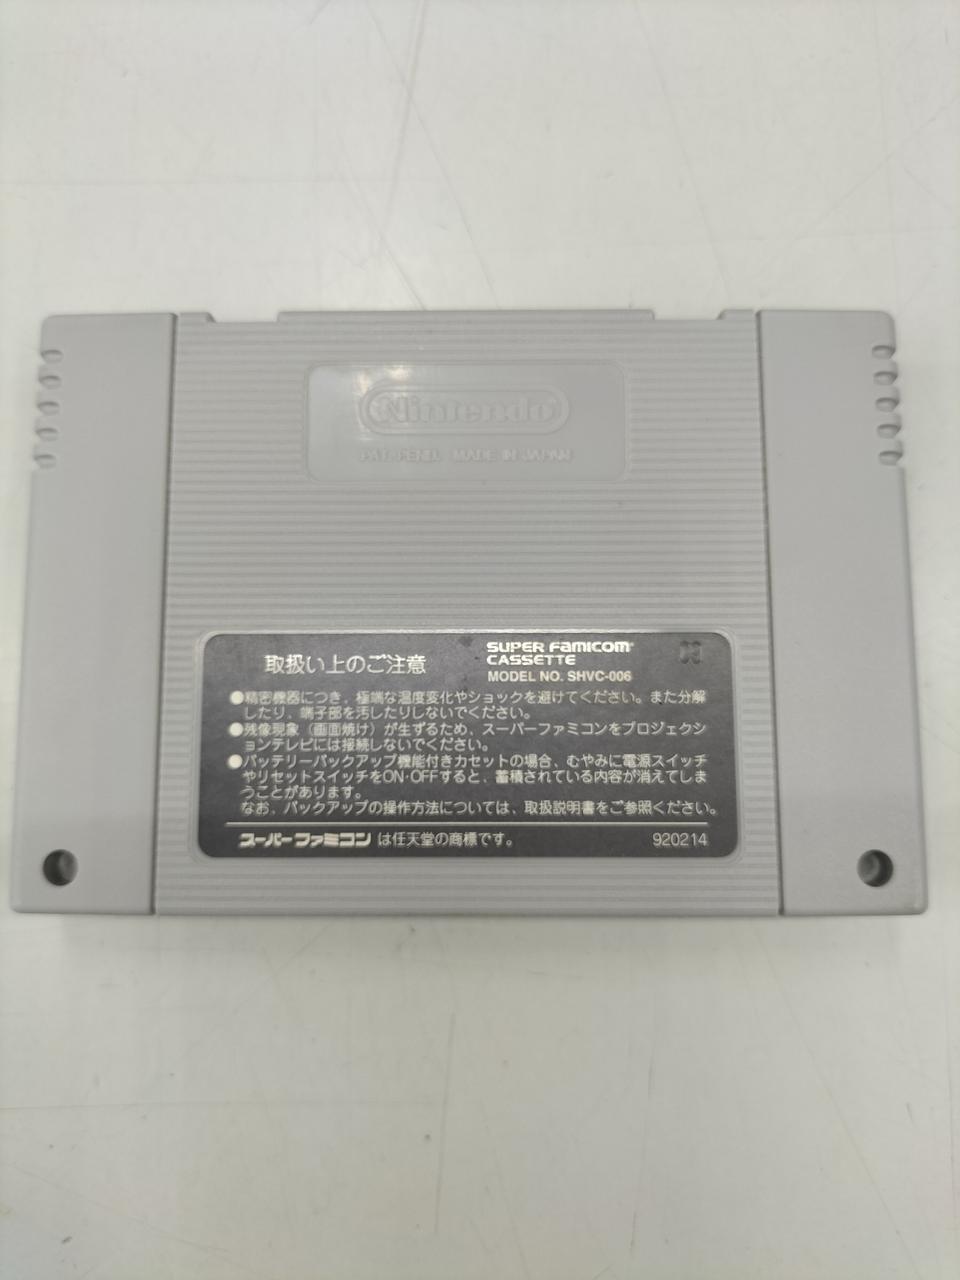 Nintendo®
PAT. PEND. MADE IN JAPAN
取扱い上のご注意
SUPER FAMICOM
CASSETTE
MODEL NO. SHVC-006
●精密機器につき、極端な温度変化やショックを避けてください。また分解
したり、端子部を汚したりしないでください。
●残像現象（画面焼け）が生ずるため、スーパーファミコンをプロジェクシ
ョンテレビには接続しないでください。
●バッテリーバックアップ機能付きカセットの場合、むやみに電源スイッチ
やリセットスイッチをON・OFFすると、蓄積されている内容が消えてしま
うことがあります。
なお、バックアップの操作方法については、取扱説明書をご参照ください。
スーパーファミコン は任天堂の商標です。
920214